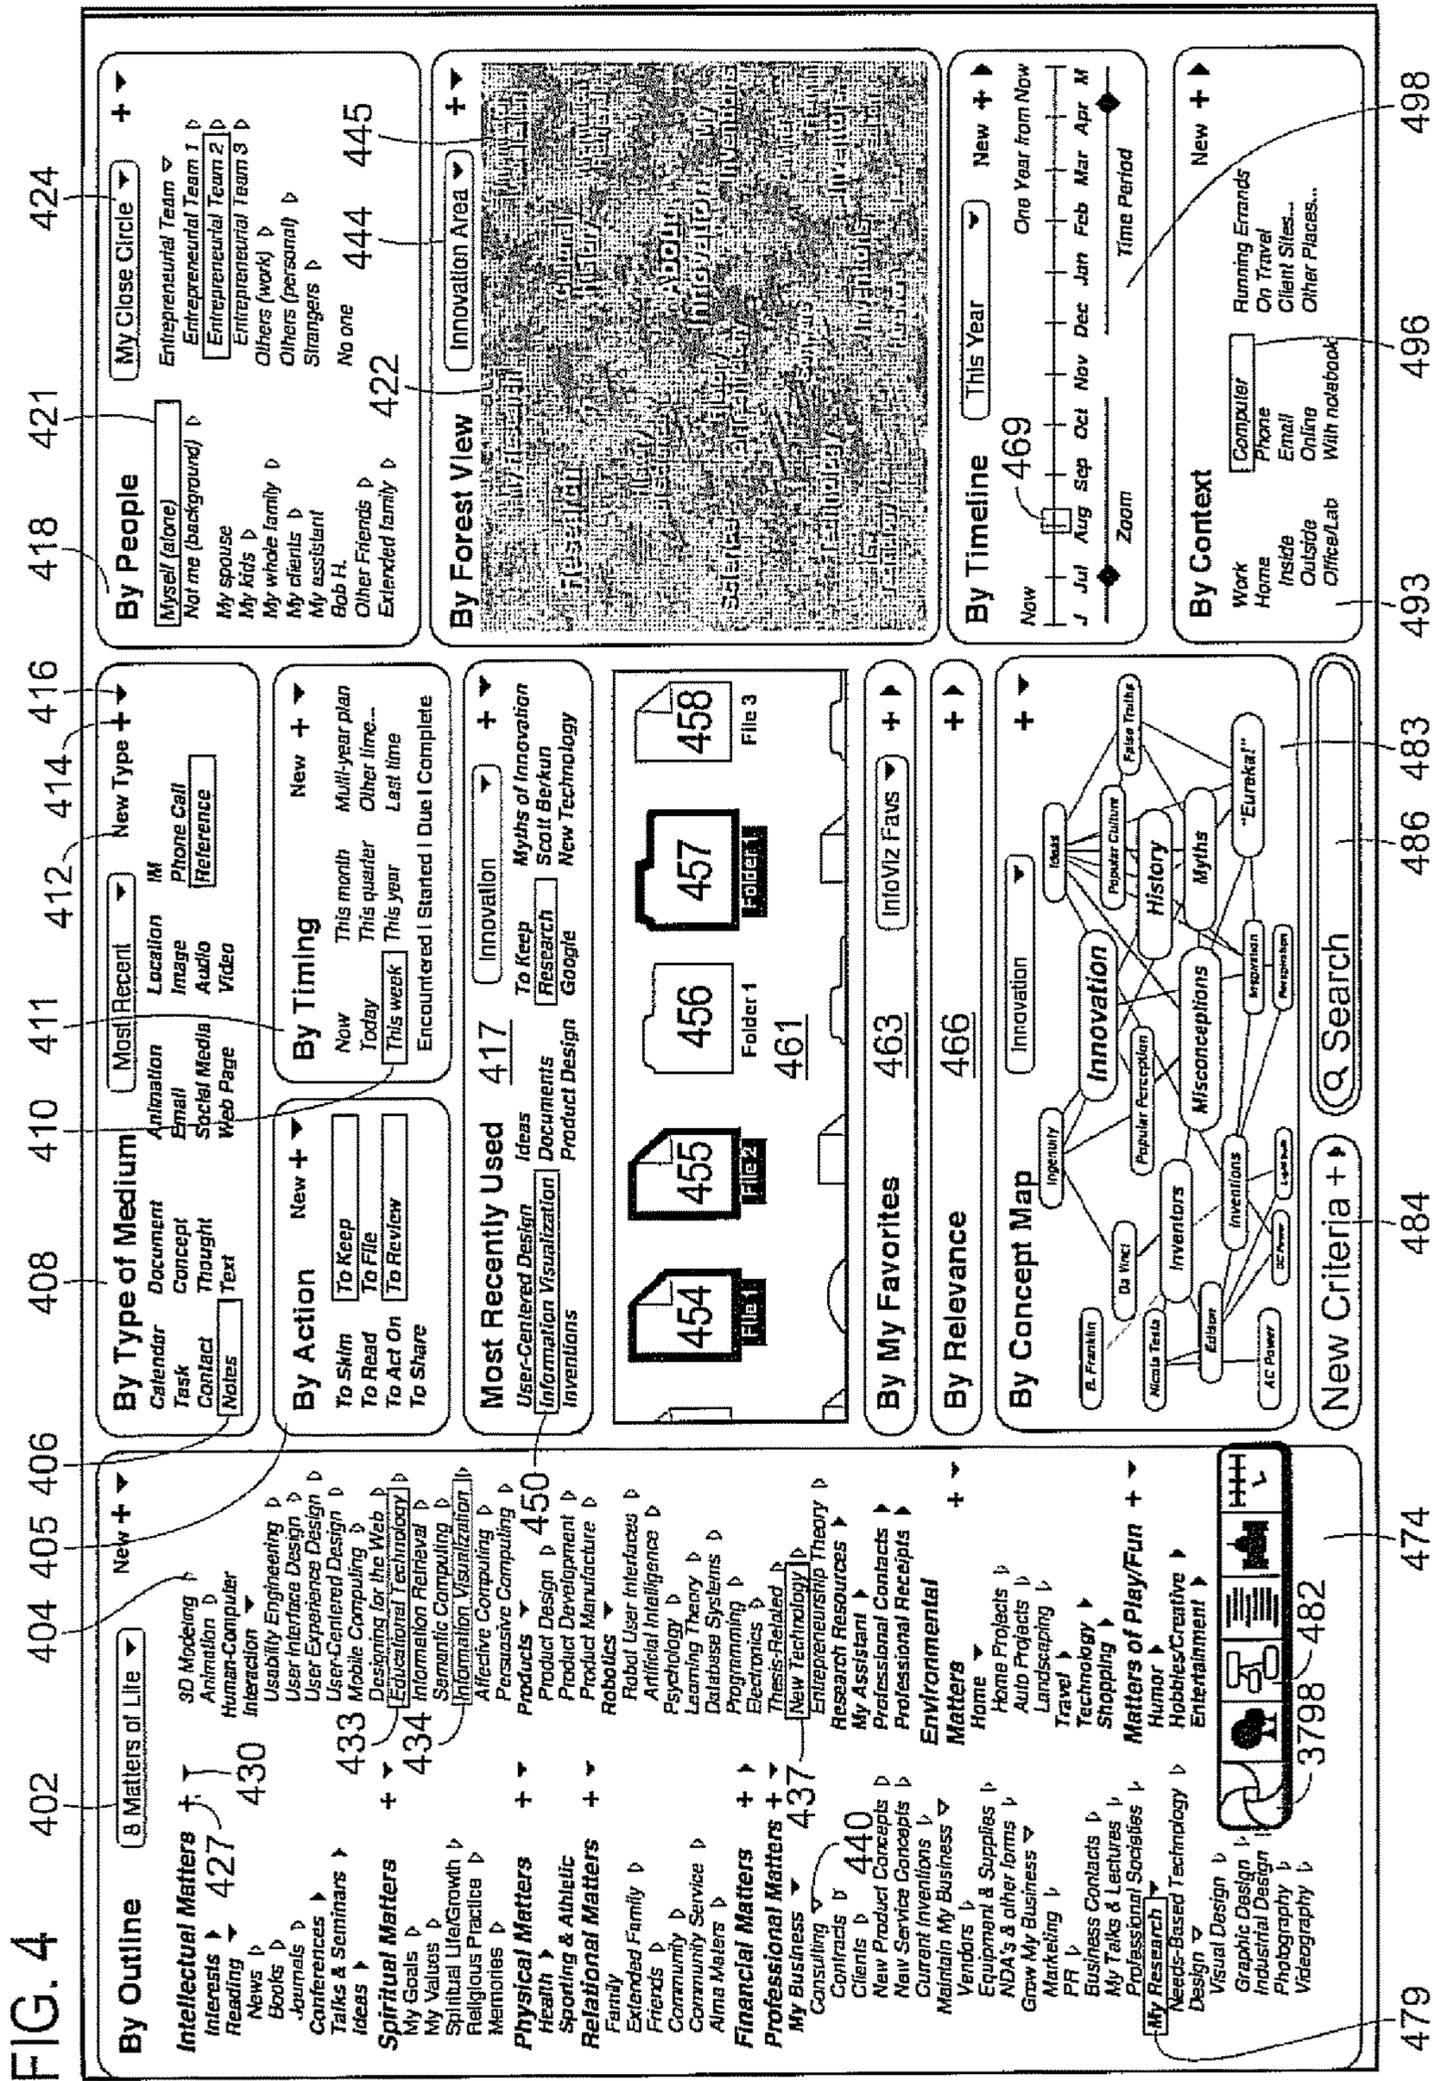 FIG. 4
402
404
405
406
408
410
411
412
414
416
418
421
424
By Outline
8 Matters of Life
New +
Intellectual Matters +
Interests
Reading
News
Books
Journals
Conferences
Talks & Seminars
Ideas
427
430
Spiritual Matters +
My Goals
My Values
Spiritual Life/Growth
Religious Practice
Memories
Physical Matters +
Health
Sporting & Athletic
Relational Matters +
Family
Extended Family
Friends
Community
Community Service
Alma Maters
Financial Matters +
Professional Matters +
437
My Business
Consulting
440
Contracts
Clients
New Product Concepts
New Service Concepts
Current Inventions
Maintain My Business
Vendors
Equipment & Supplies
NDA's & other forms
Grow My Business
Marketing
PR
Business Contacts
My Talks & Lectures
Professional Societies
My Research
Needs-Based Technology
Design
Visual Design
Graphic Design
Industrial Design
Photography
Videography
3D Modeling
Animation
Human-Computer
Interaction
Usability Engineering
User Interface Design
User Experience Design
User-Centered Design
Mobile Computing
Designing for the Web
433
Educational Technology
Information Retrieval
434
Semantic Computing
Information Visualization
Affective Computing
Persuasive Computing
Products
Product Design
Product Development
Product Manufacture
Robotics
Robot User Interfaces
Artificial Intelligence
Psychology
Learning Theory
Database Systems
Programming
Electronics
Thesis-Related
New Technology
Entrepreneurship Theory
Research Resources
My Assistant
Professional Contacts
Professional Receipts
Environmental
Matters +
Home
Home Projects
Auto Projects
Landscaping
Travel
Technology
Shopping
Matters of Play/Fun +
Humor
Hobbies/Creative
Entertainment
3798
482
By Type of Medium
Most Recent
New Type +
Calendar Document Animation Location IM
Task Concept Email Image Phone Call
Contact Thought Social Media Audio Reference
Notes Text Web Page Video
By Action
New +
To Skim To Keep
To Read To File
To Act On To Review
To Share
By Timing
New +
Now This month Multi-year plan
Today This quarter Other time...
This week This year Last time
Encountered | Started | Due | Complete
Most Recently Used
417
Innovation
+
User-Centered Design Ideas To Keep Myths of Innovation
Information Visualization Documents Research Scott Berkun
Inventions Product Design Google New Technology
450
454
455
456
457
458
File 1
File 2
Folder 1
Folder 1
File 3
461
By My Favorites
463
InfoViz Favs
+
By Relevance
466
+
By Concept Map
Innovation
+
B. Franklin
Da Vinci
Ingenuity
Innovation
Ideas
Popular Culture
False Truths
Nicola Tesla
Inventors
Popular Perception
History
Edison
Misconceptions
Myths
"Eureka!"
Inventions
Inspiration
AC Power
DC Power
Perspiration
New Criteria +
Search
By People
My Close Circle
+
Myself (alone)
Not me (background)
My spouse
My kids
My whole family
My clients
My assistant
Bob H.
Other Friends
Extended family
Entrepreneurial Team
Entrepreneurial Team 1
Entrepreneurial Team 2
Entrepreneurial Team 3
Others (work)
Others (personal)
Strangers
No one
422
444
445
By Forest View
Innovation Area
+
My Research
Cultural
History
Research
About
Innovation
My
Inventions
Science
By Timeline
469
This Year
New +
Now
One Year from Now
J Jul Aug Sep Oct Nov Dec Jan Feb Mar Apr M
Zoom
Time Period
By Context
New +
Work Computer Running Errands
Home Phone On Travel
Inside Email Client Sites...
Outside Online Other Places...
Office/Lab With notebook
479
474
484
486
483
493
496
498